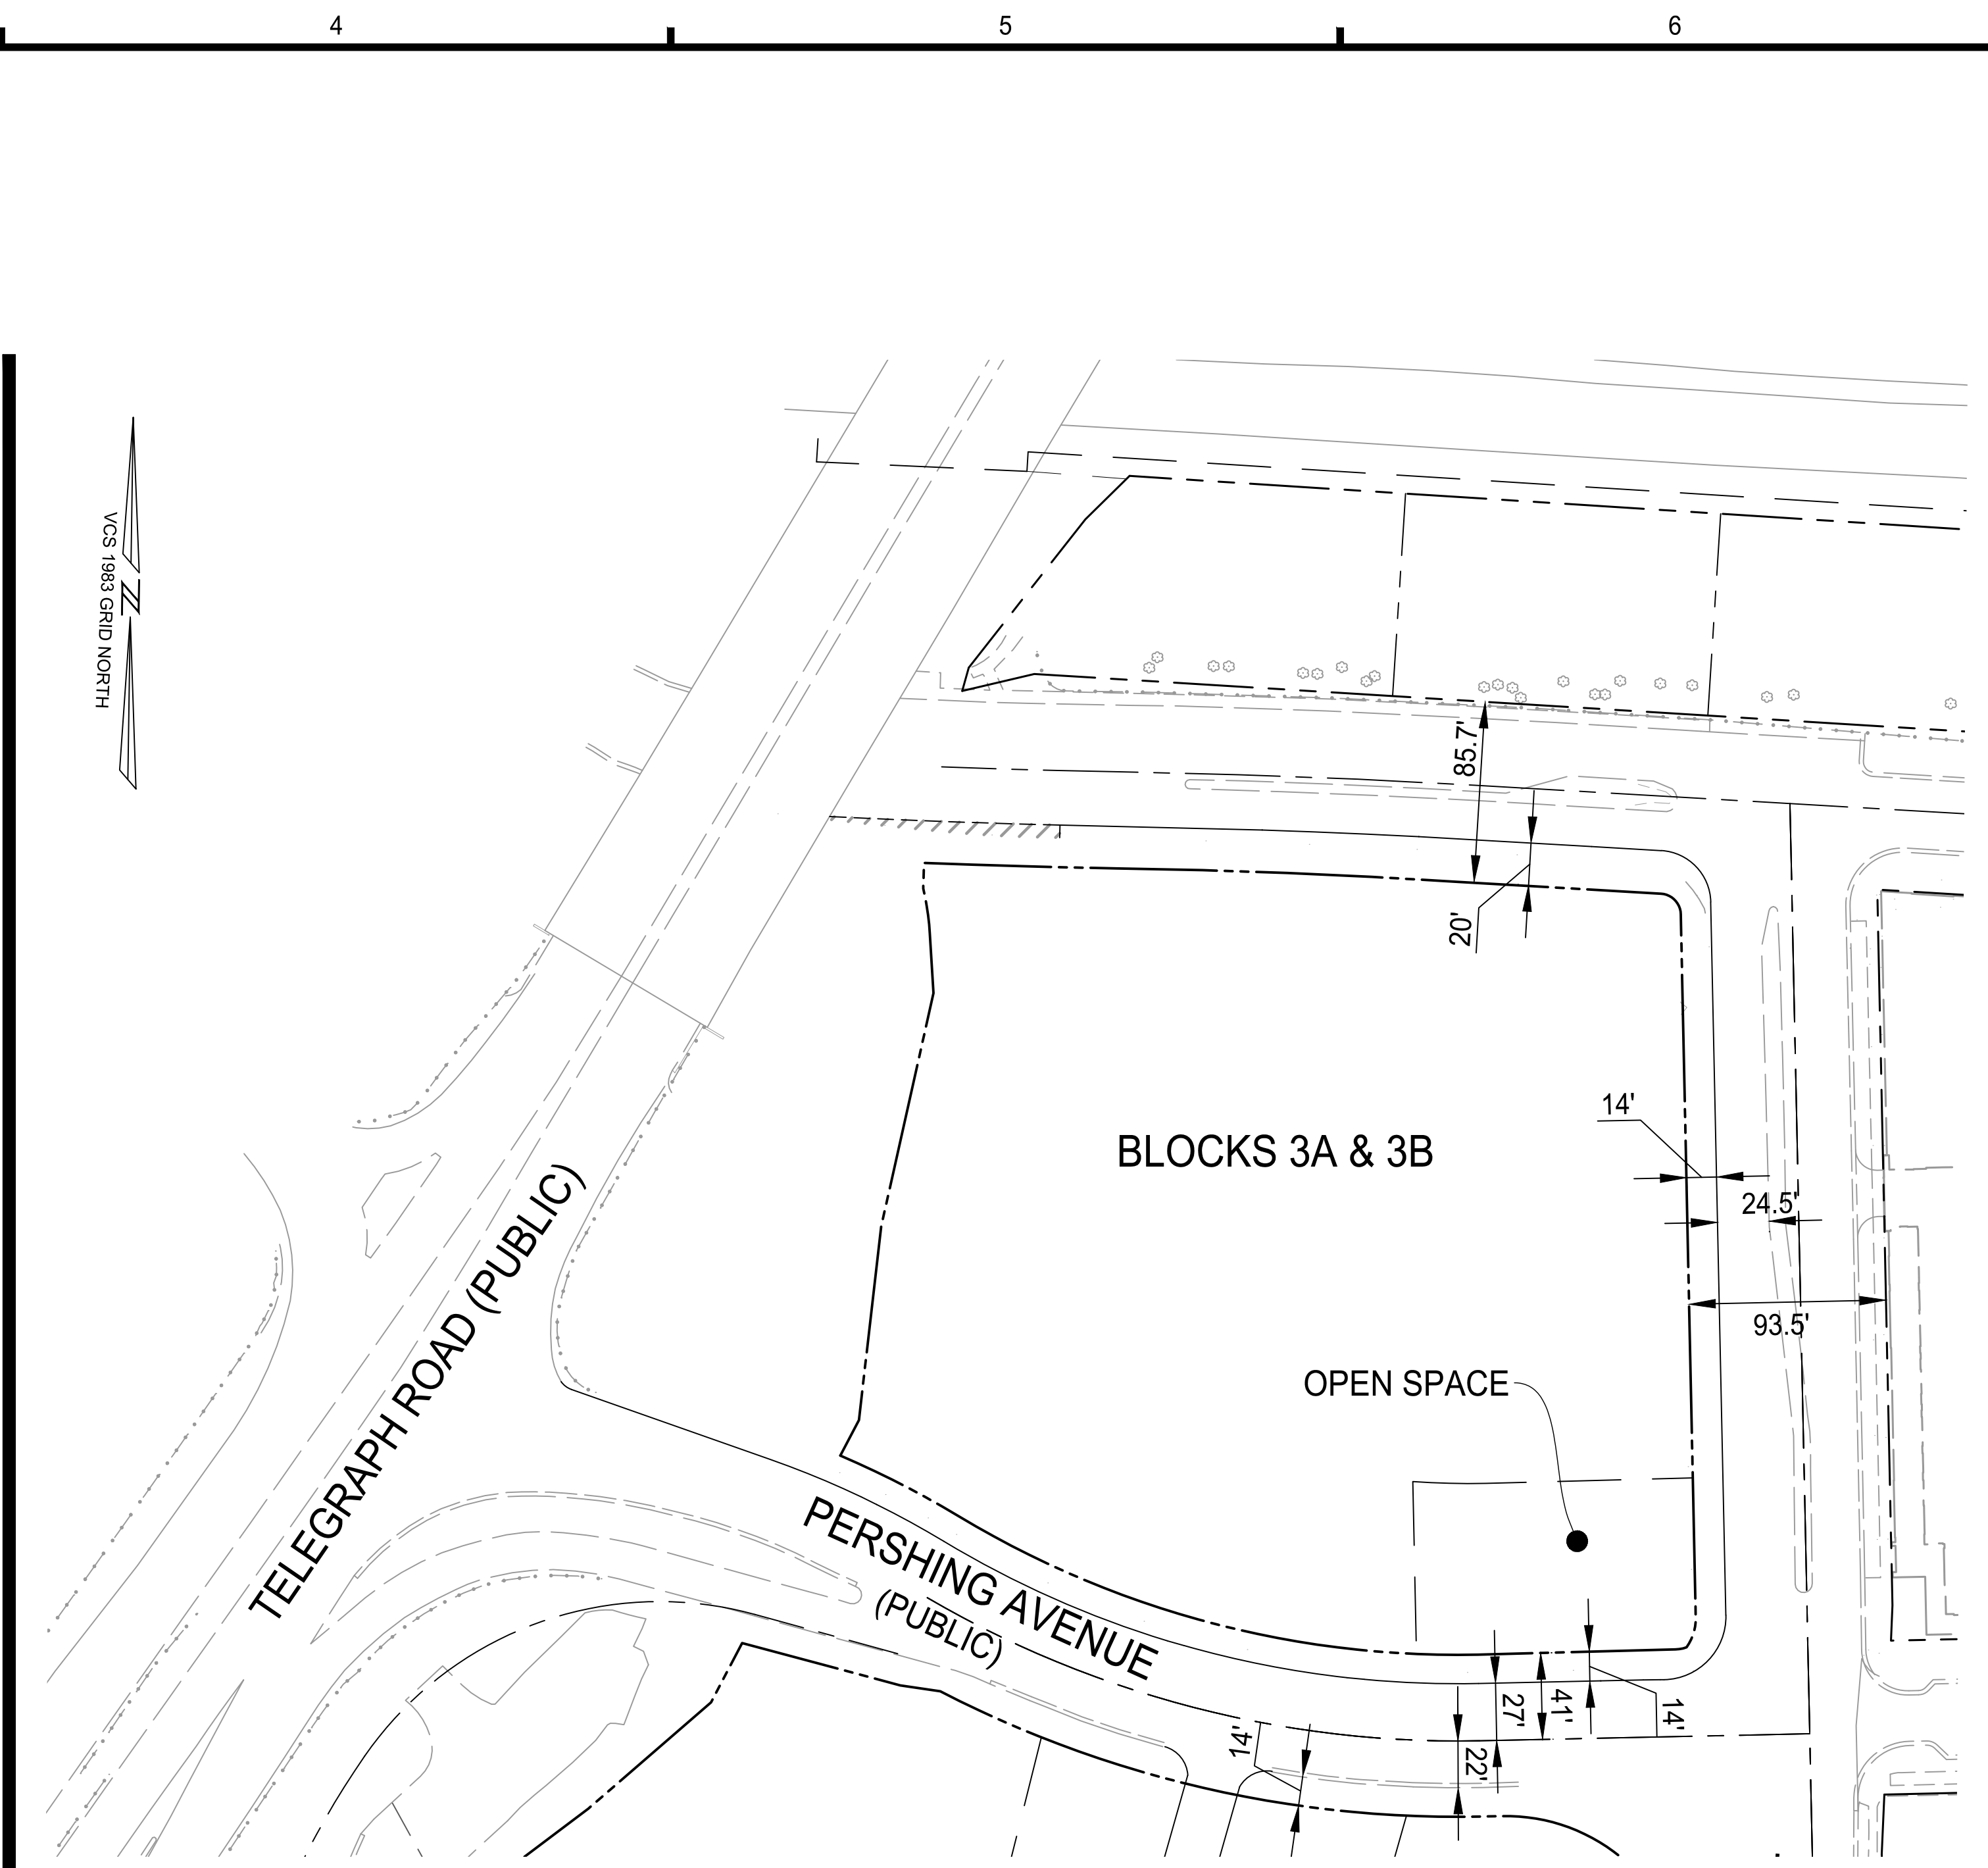 4
5
6
VCS 1983 GRID NORTH
N
85.7'
20'
14'
BLOCKS 3A & 3B
24.5'
93.5'
TELEGRAPH ROAD (PUBLIC)
OPEN SPACE
PERSHING AVENUE
(PUBLIC)
14'
22'
27'
41'
14'